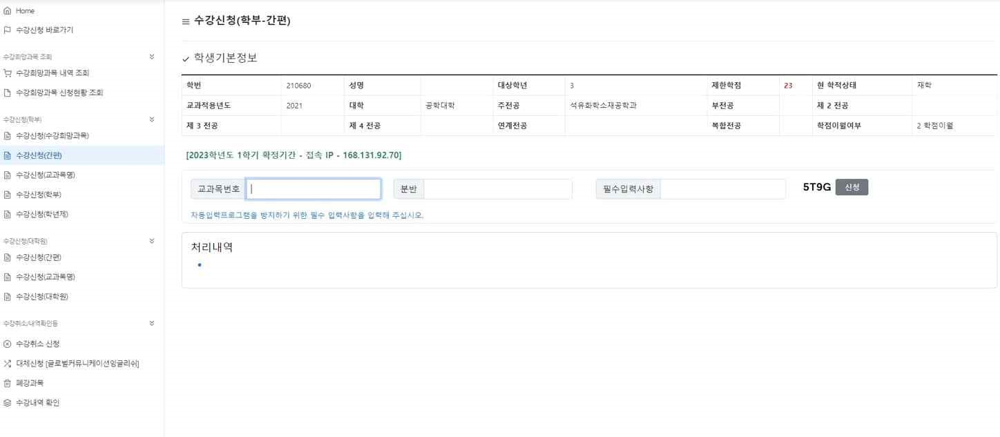 Home
수강신청 바로가기
수강희망과목 조회
수강희망과목 내역 조회
수강희망과목 신청현황 조회
수강신청(학부)
수강신청(수강희망과목)
수강신청(간편)
수강신청(교과목명)
수강신청(학부)
수강신청(학년제)
수강신청(대학원)
수강신청(간편)
수강신청(교과목명)
수강신청(대학원)
수강취소/내역확인등
수강취소 신청
대체신청 [글로벌커뮤니케이션잉글리쉬]
폐강과목
수강내역 확인
수강신청(학부-간편)
학생기본정보
학번 210680 성명 대상학년 3 제한학점 23 현 학적상태 재학
교과적용년도 2021 대학 공학대학 주전공 석유화학소재공학과 부전공 제 2 전공
제 3 전공 제 4 전공 연계전공 복합전공 학점이월여부 2 학점이월
[2023학년도 1학기 확정기간 - 접속 IP - 168.131.92.70]
교과목번호 분반 필수입력사항 5T9G 신청
자동입력프로그램을 방지하기 위한 필수 입력사항을 입력해 주십시오.
처리내역